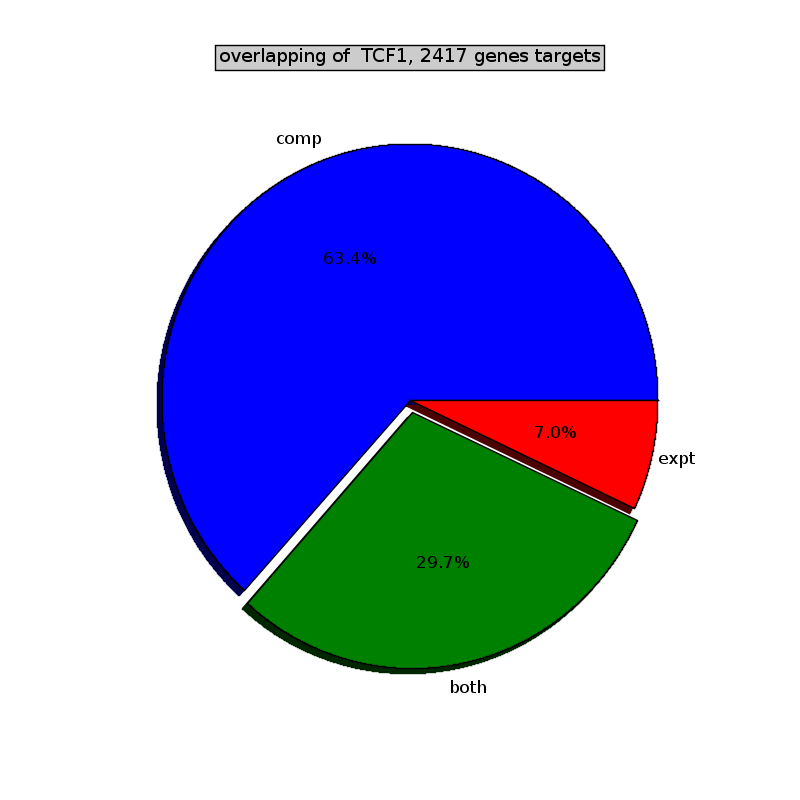 overlapping of  TCF1, 2417 genes targets
comp
63.4%
7.0%
expt
29.7%
both